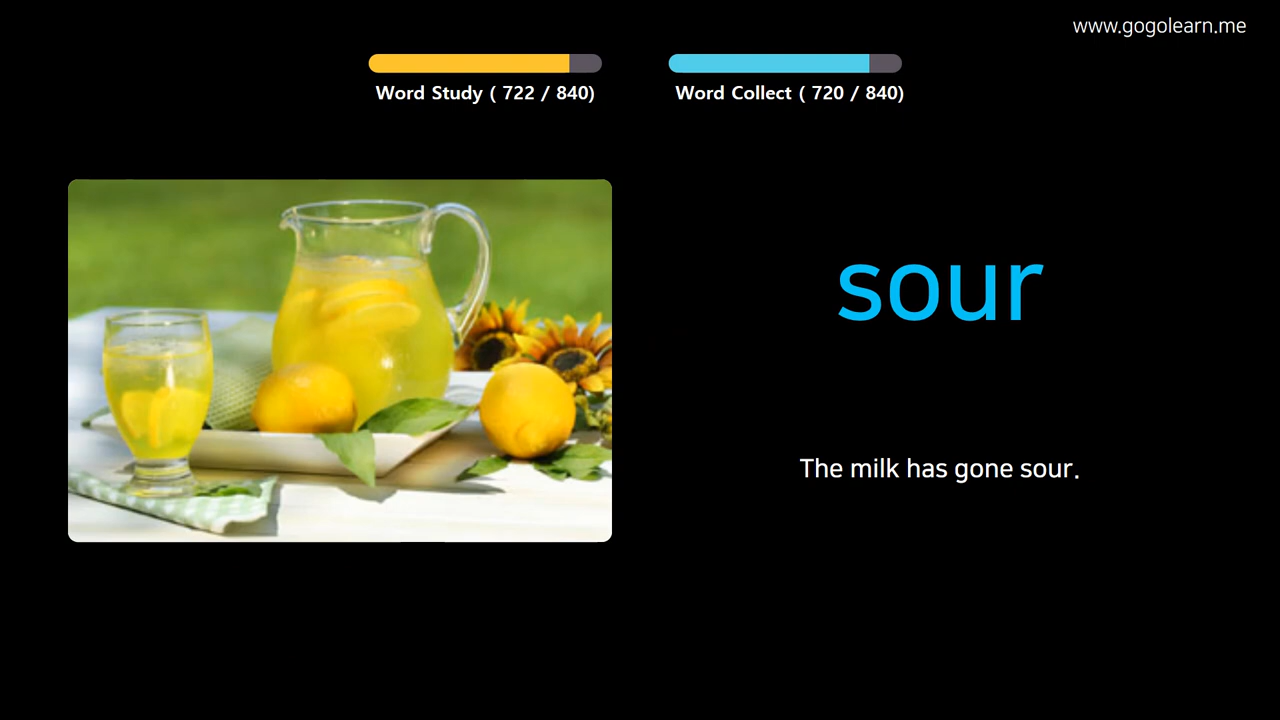 www.gogolearn.me
Word Study ( 722 / 840)
Word Collect ( 720 / 840)
sour
The milk has gone sour.